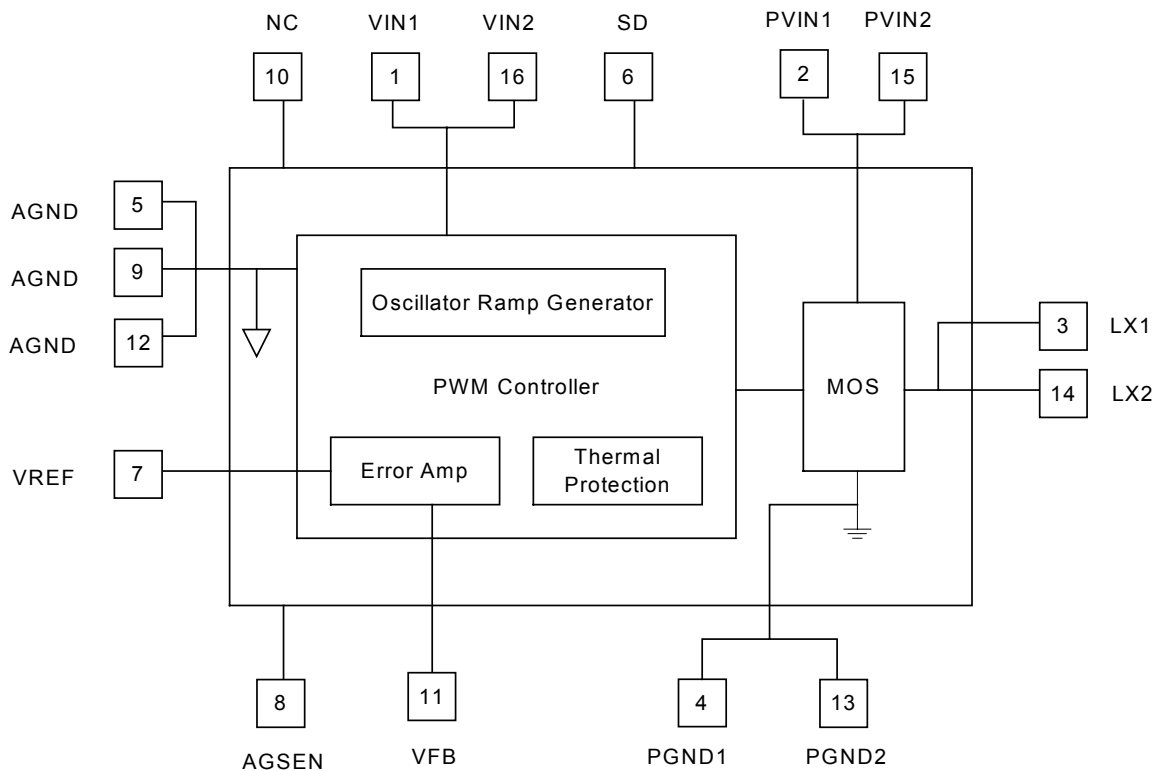 NC VIN1 VIN2 SD PVIN1 PVIN2
10 1 16 6 2 15
AGND 5
AGND 9
AGND 12
Oscillator Ramp Generator
PWM Controller
MOS
3 LX1
14 LX2
VREF 7
Error Amp
Thermal
Protection
8 11 4 13
AGSEN VFB PGND1 PGND2